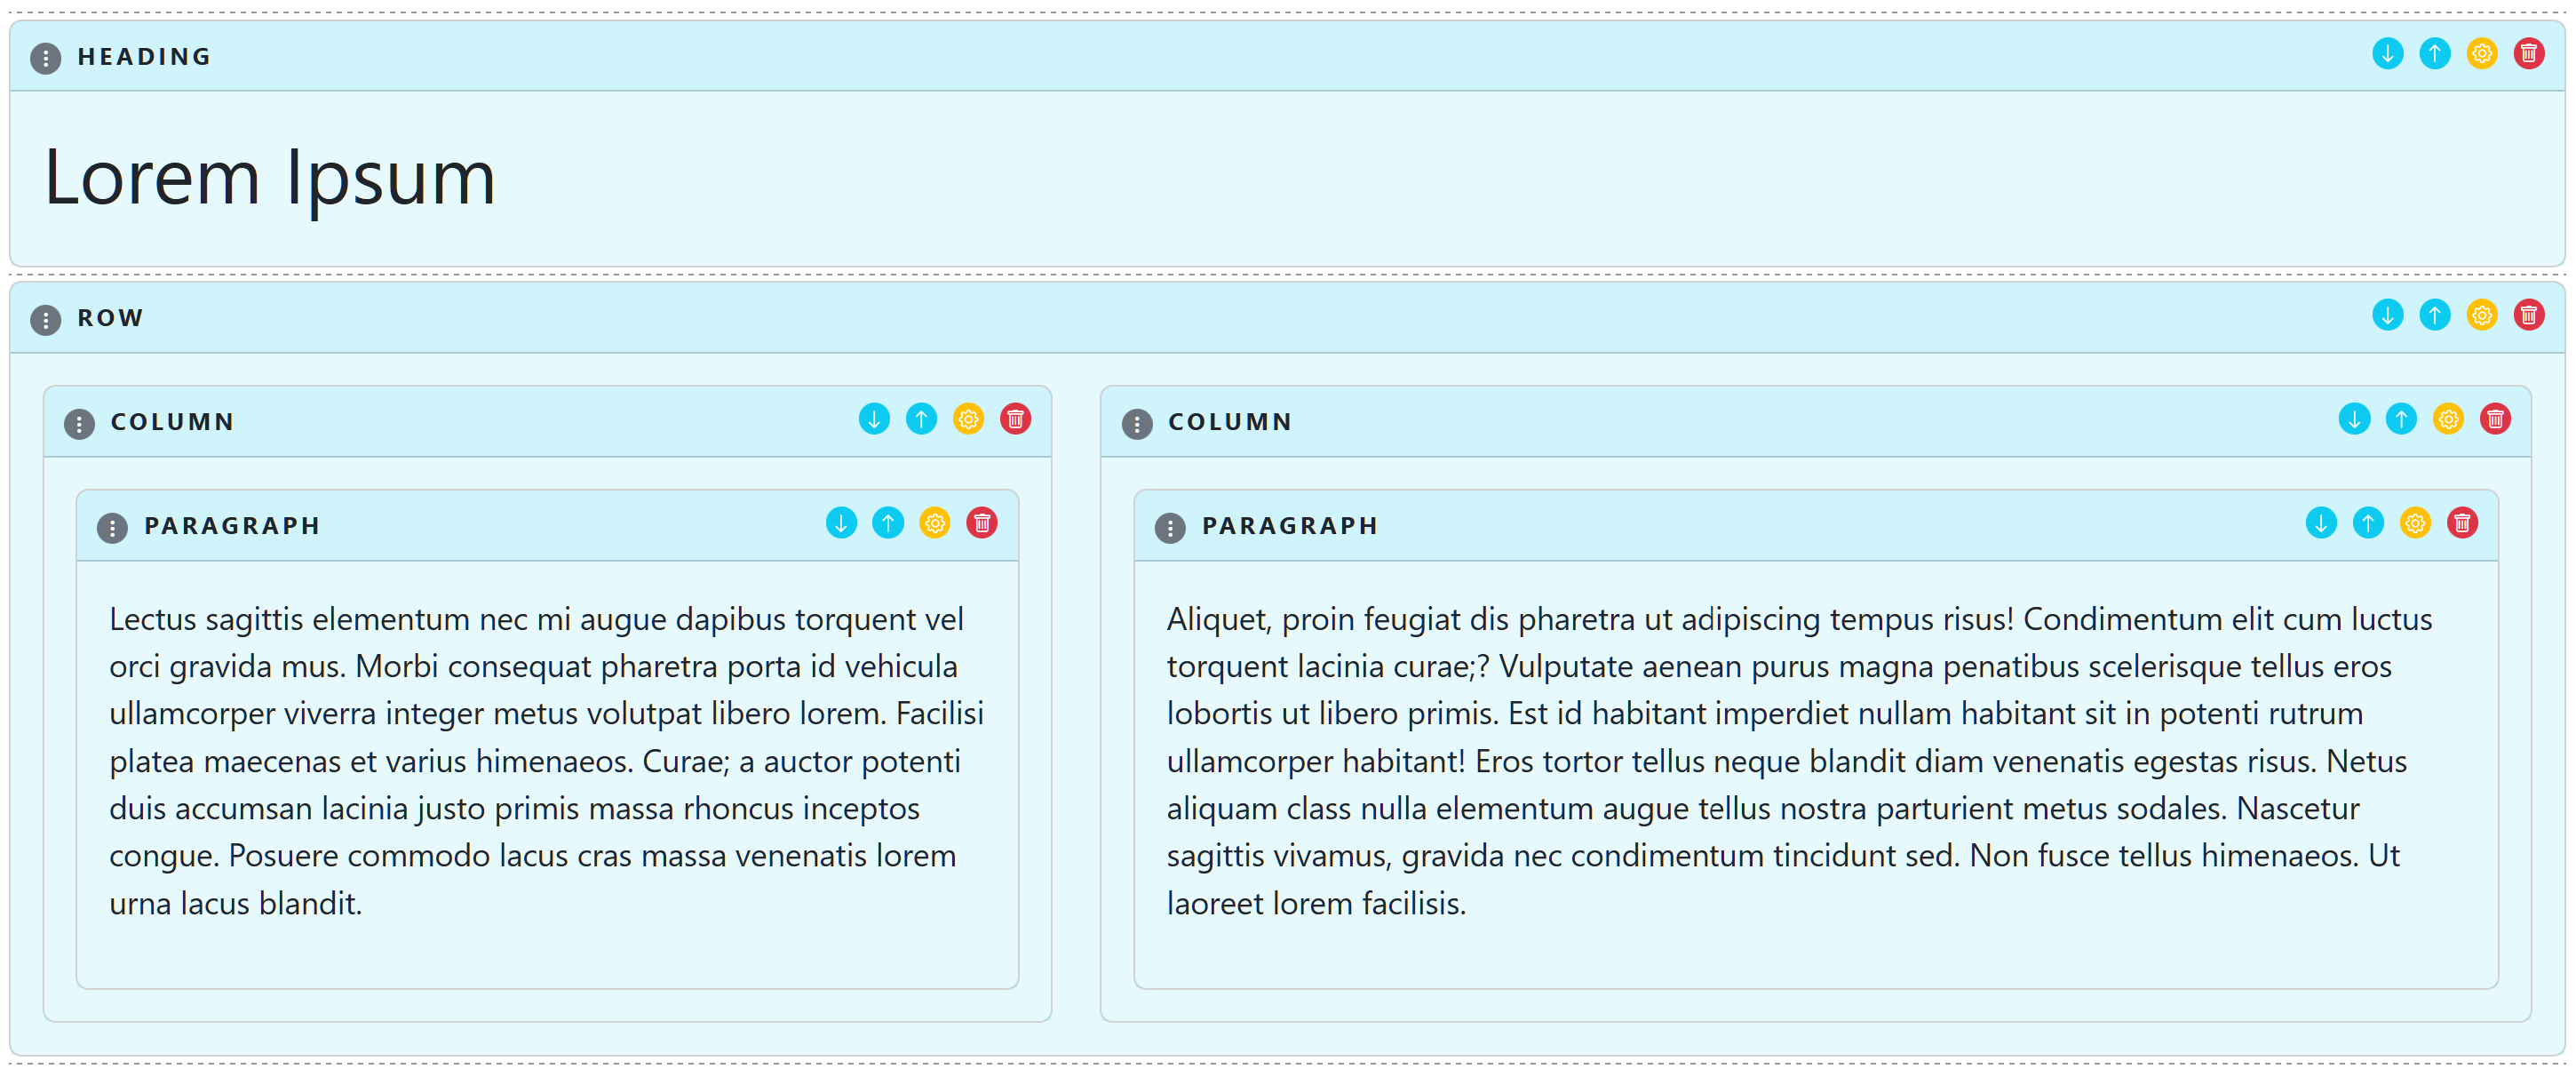 HEADING
Lorem Ipsum
ROW
COLUMN
PARAGRAPH
Lectus sagittis elementum nec mi augue dapibus torquent vel
orci gravida mus. Morbi consequat pharetra porta id vehicula
ullamcorper viverra integer metus volutpat libero lorem. Facilisi
platea maecenas et varius himenaeos. Curae; a auctor potenti
duis accumsan lacinia justo primis massa rhoncus inceptos
congue. Posuere commodo lacus cras massa venenatis lorem
urna lacus blandit.
COLUMN
PARAGRAPH
Aliquet, proin feugiat dis pharetra ut adipiscing tempus risus! Condimentum elit cum luctus
torquent lacinia curae;? Vulputate aenean purus magna penatibus scelerisque tellus eros
lobortis ut libero primis. Est id habitant imperdiet nullam habitant sit in potenti rutrum
ullamcorper habitant! Eros tortor tellus neque blandit diam venenatis egestas risus. Netus
aliquam class nulla elementum augue tellus nostra parturient metus sodales. Nascetur
sagittis vivamus, gravida nec condimentum tincidunt sed. Non fusce tellus himenaeos. Ut
laoreet lorem facilisis.